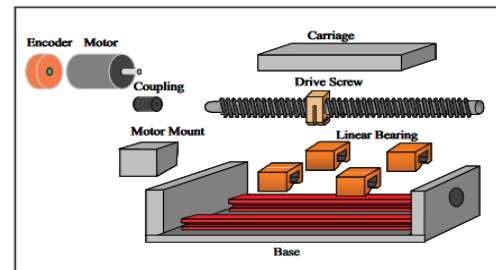 Encoder
Motor
Carriage
Coupling
Drive Screw
Motor Mount
Linear Bearing
Base